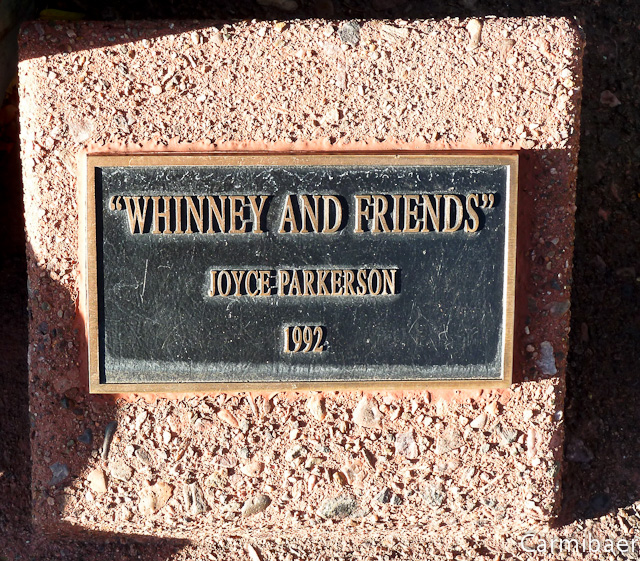 “WHINNEY AND FRIENDS”
JOYCE PARKERSON
1992
Carmibaer